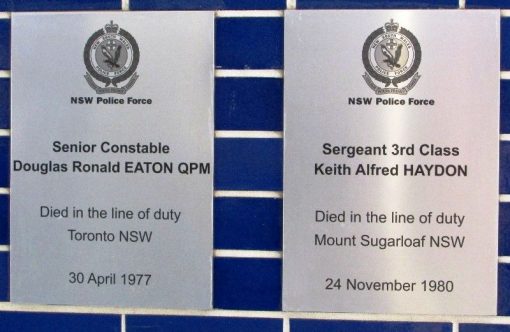 NSW Police Force
Senior Constable
Douglas Ronald EATON QPM
Died in the line of duty
Toronto NSW
30 April 1977
NSW Police Force
Sergeant 3rd Class
Keith Alfred HAYDON
Died in the line of duty
Mount Sugarloaf NSW
24 November 1980